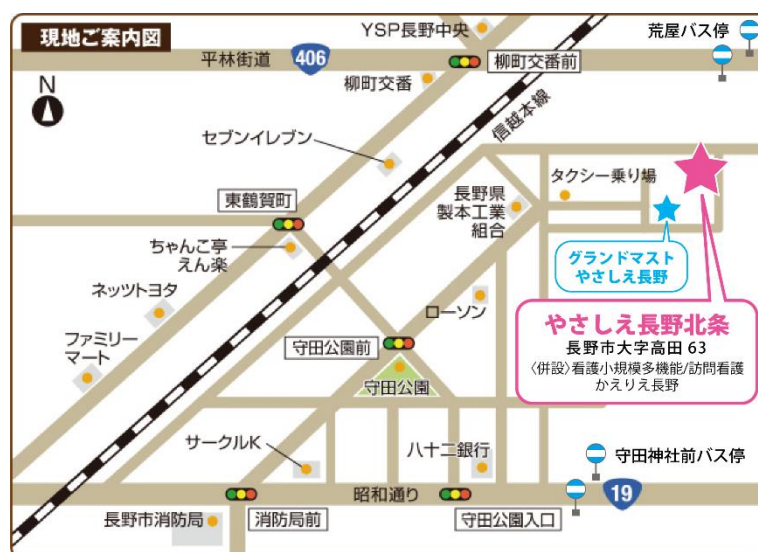 現地ご案内図
YSP長野中央
荒屋バス停
平林街道
406
柳町交番前
柳町交番
N
信越本線
セブンイレブン
タクシー乗り場
長野県
製本工業
組合
東鶴賀町
ちゃんこ亭
えん楽
グランドマスト
やさしえ長野
ネッツトヨタ
ローソン
やさしえ長野北条
長野市大字高田 63
〈併設〉看護小規模多機能/訪問看護
かえりえ長野
ファミリー
マート
守田公園前
守田公園
サークルK
八十二銀行
守田神社前バス停
昭和通り
19
長野市消防局
消防局前
守田公園入口